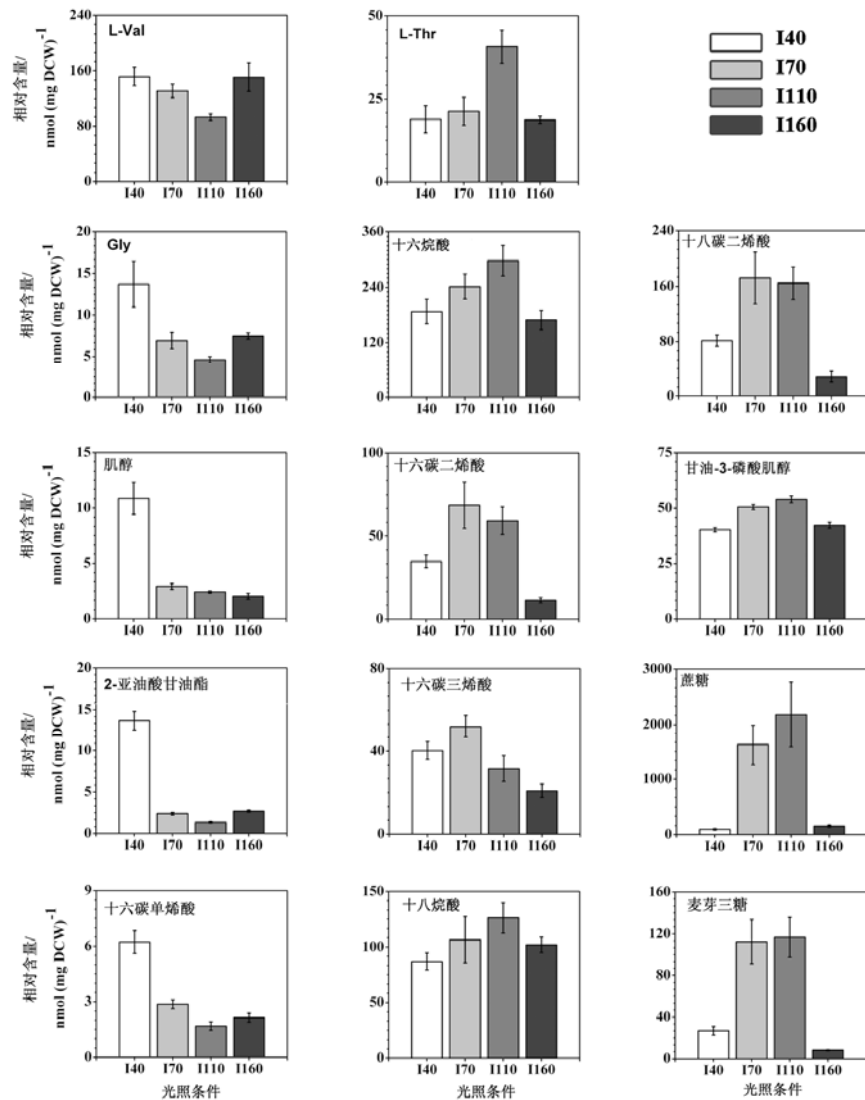 L-Val
相对含量/
nmol (mg DCW)⁻¹
240
160
80
0
I40 I70 I110 I160
L-Thr
50
25
0
I40 I70 I110 I160
I40
I70
I110
I160
Gly
相对含量/
nmol (mg DCW)⁻¹
20
15
10
5
0
I40 I70 I110 I160
十六烷酸
360
240
120
0
I40 I70 I110 I160
十八碳二烯酸
240
160
80
0
I40 I70 I110 I160
肌醇
相对含量/
nmol (mg DCW)⁻¹
15
10
5
0
I40 I70 I110 I160
十六碳二烯酸
100
50
0
I40 I70 I110 I160
甘油-3-磷酸肌醇
75
50
25
0
I40 I70 I110 I160
2-亚油酸甘油酯
相对含量/
nmol (mg DCW)⁻¹
20
15
10
5
0
I40 I70 I110 I160
十六碳三烯酸
80
40
0
I40 I70 I110 I160
蔗糖
3000
2000
1000
0
I40 I70 I110 I160
十六碳单烯酸
相对含量/
nmol (mg DCW)⁻¹
9
6
3
0
I40 I70 I110 I160
光照条件
十八烷酸
150
100
50
0
I40 I70 I110 I160
光照条件
麦芽三糖
160
120
80
40
0
I40 I70 I110 I160
光照条件